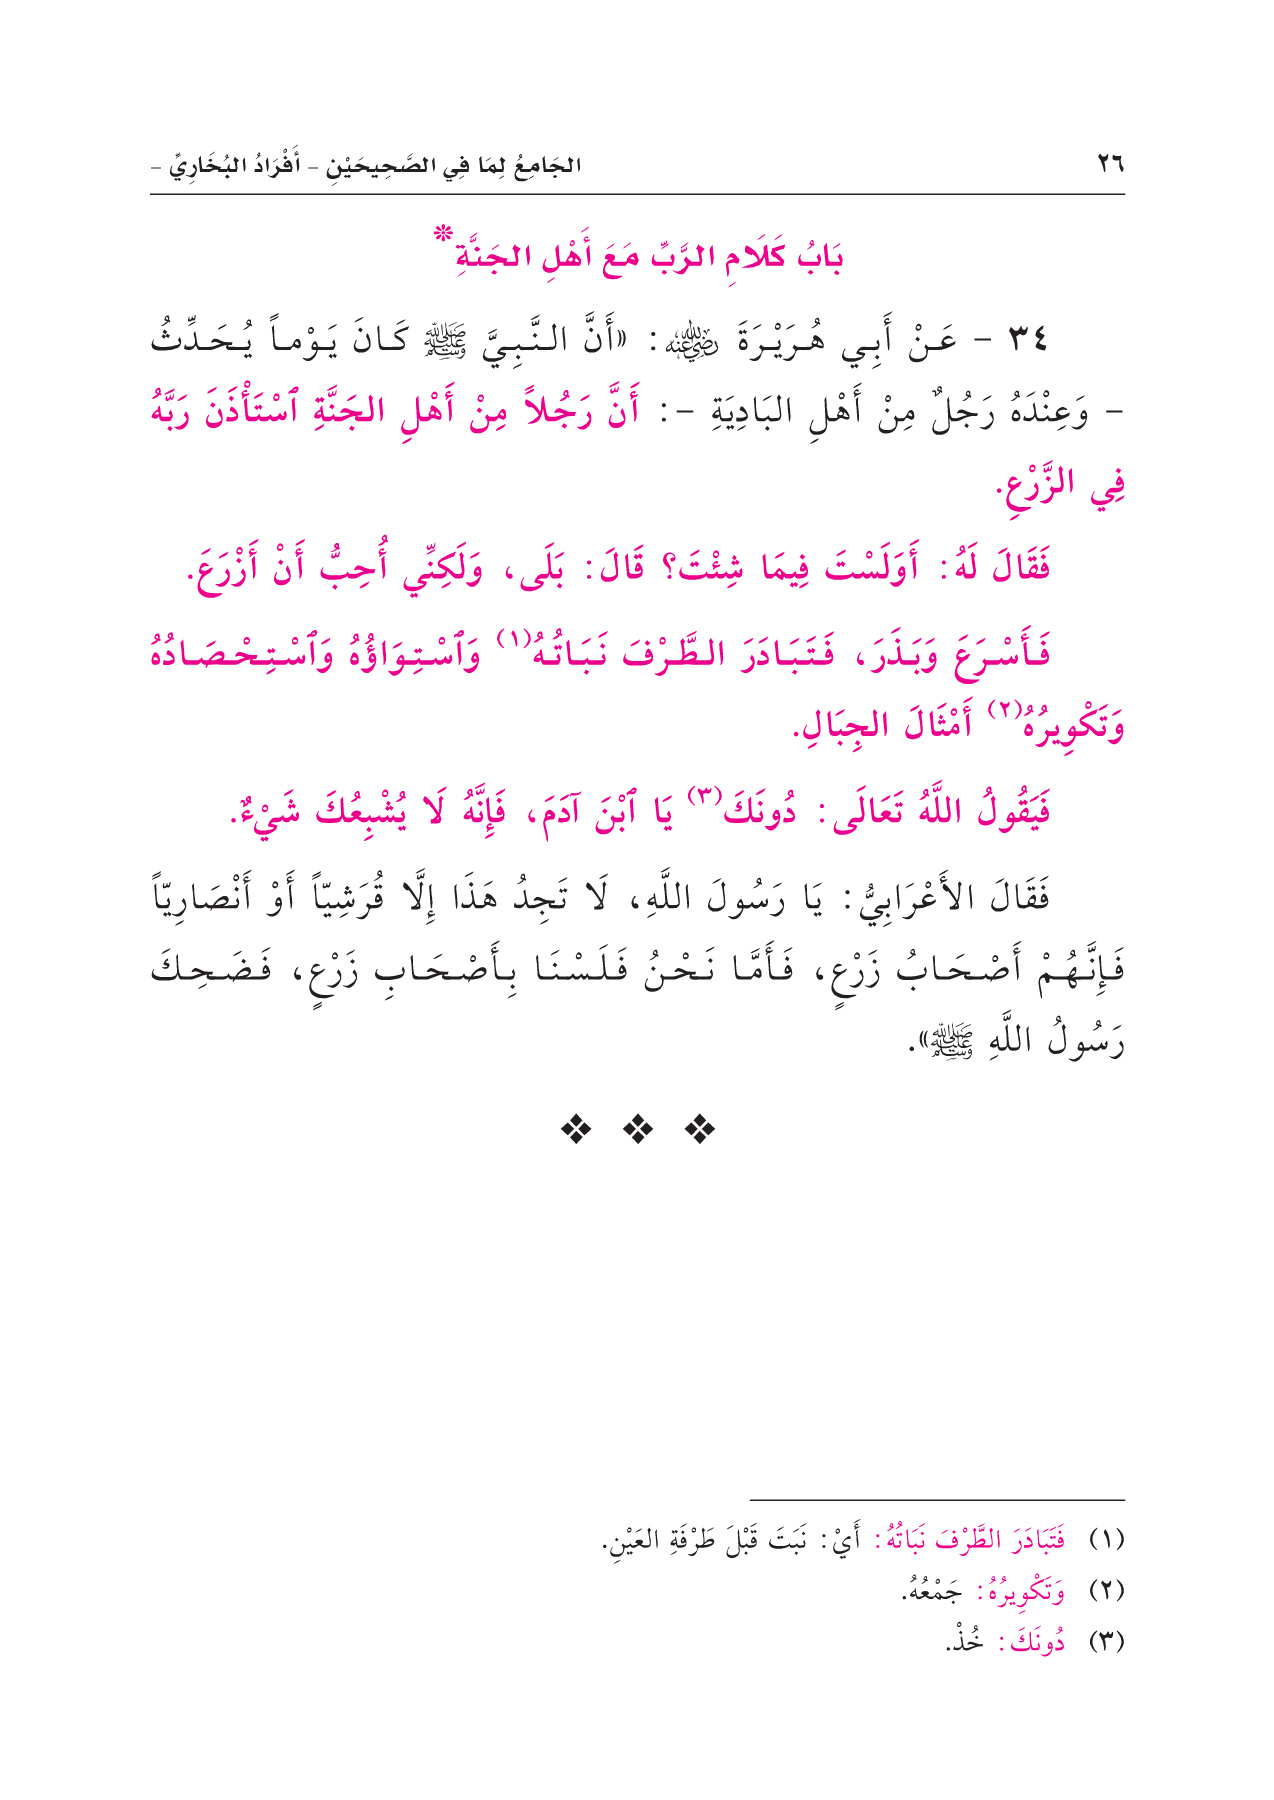 ٢٦ الجَامِعُ لِمَا فِي الصَّحِيحَيْنِ - أَفْرَادُ البُخَارِيِّ -
بَابُ كَلَامِ الرَّبِّ مَعَ أَهْلِ الجَنَّةِ*
٣٤ - عَنْ أَبِي هُرَيْرَةَ رضي الله عنه: «أَنَّ النَّبِيَّ ﷺ كَانَ يَوْماً يُحَدِّثُ
- وَعِنْدَهُ رَجُلٌ مِنْ أَهْلِ البَادِيَةِ -: أَنَّ رَجُلاً مِنْ أَهْلِ الجَنَّةِ ٱسْتَأْذَنَ رَبَّهُ
فِي الزَّرْعِ.
فَقَالَ لَهُ: أَوَلَسْتَ فِيمَا شِئْتَ؟ قَالَ: بَلَى، وَلَكِنِّي أُحِبُّ أَنْ أَزْرَعَ.
فَأَسْرَعَ وَبَذَرَ، فَتَبَادَرَ الطَّرْفَ نَبَاتُهُ(١) وَٱسْتِوَاؤُهُ وَٱسْتِحْصَادُهُ
وَتَكْوِيرُهُ(٢) أَمْثَالَ الجِبَالِ.
فَيَقُولُ اللَّهُ تَعَالَى: دُونَكَ(٣) يَا ٱبْنَ آدَمَ، فَإِنَّهُ لَا يُشْبِعُكَ شَيْءٌ.
فَقَالَ الأَعْرَابِيُّ: يَا رَسُولَ اللَّهِ، لَا تَجِدُ هَذَا إِلَّا قُرَشِيّاً أَوْ أَنْصَارِيّاً
فَإِنَّهُمْ أَصْحَابُ زَرْعٍ، فَأَمَّا نَحْنُ فَلَسْنَا بِأَصْحَابِ زَرْعٍ، فَضَحِكَ
رَسُولُ اللَّهِ ﷺ».
(١) فَتَبَادَرَ الطَّرْفَ نَبَاتُهُ: أَيْ: نَبَتَ قَبْلَ طَرْفَةِ العَيْنِ.
(٢) وَتَكْوِيرُهُ: جَمْعُهُ.
(٣) دُونَكَ: خُذْ.